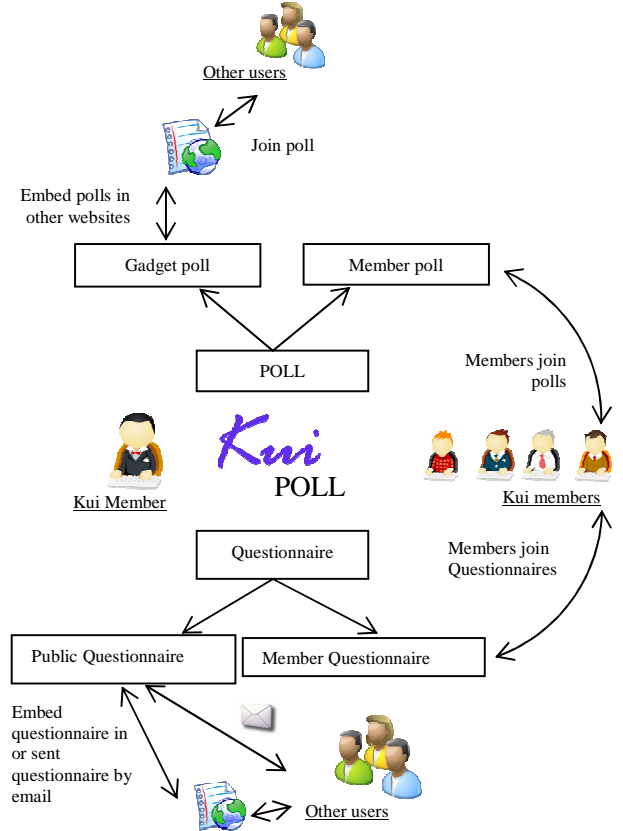 Other users
Join poll
Embed polls in
other websites
Gadget poll
Member poll
POLL
Members join
polls
Kui
POLL
Kui Member
Kui members
Questionnaire
Members join
Questionnaires
Public Questionnaire
Member Questionnaire
Embed
questionnaire in
or sent
questionnaire by
email
Other users